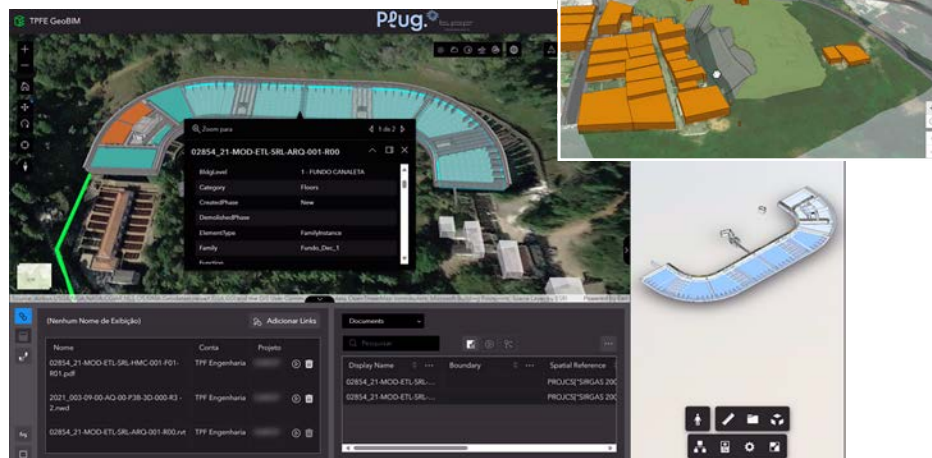 TPFE GeoBIM
Plug.
Zoom para
1 de 2
02854_21-MOD-ETL-SRL-ARQ-001-R00
BldgLevel 1 - FUNDO CANALETA
Category Floors
CreatedPhase New
DemolishedPhase
ElementType FamilyInstance
Family Fundo_Dec_1
Function
Powered by Esri
(Nenhum Nome de Exibição) Adicionar Links
Nome Conta Projeto
02854_21-MOD-ETL-SRL-HMC-001-F01-
R01.pdf TPF Engenharia
2021_003-09-00-AQ-00-P3B-3D-000-R3 -
2.nwd TPF Engenharia
02854_21-MOD-ETL-SRL-ARQ-001-R00.rvt TPF Engenharia
Documents
Pesquisar
Display Name Boundary Spatial Reference
02854_21-MOD-ETL-SRL-... PROJCS["SIRGAS 200
02854_21-MOD-ETL-SRL-... PROJCS["SIRGAS 200